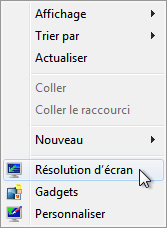 Affichage
Trier par
Actualiser
Coller
Coller le raccourci
Nouveau
Résolution d'écran
Gadgets
Personnaliser